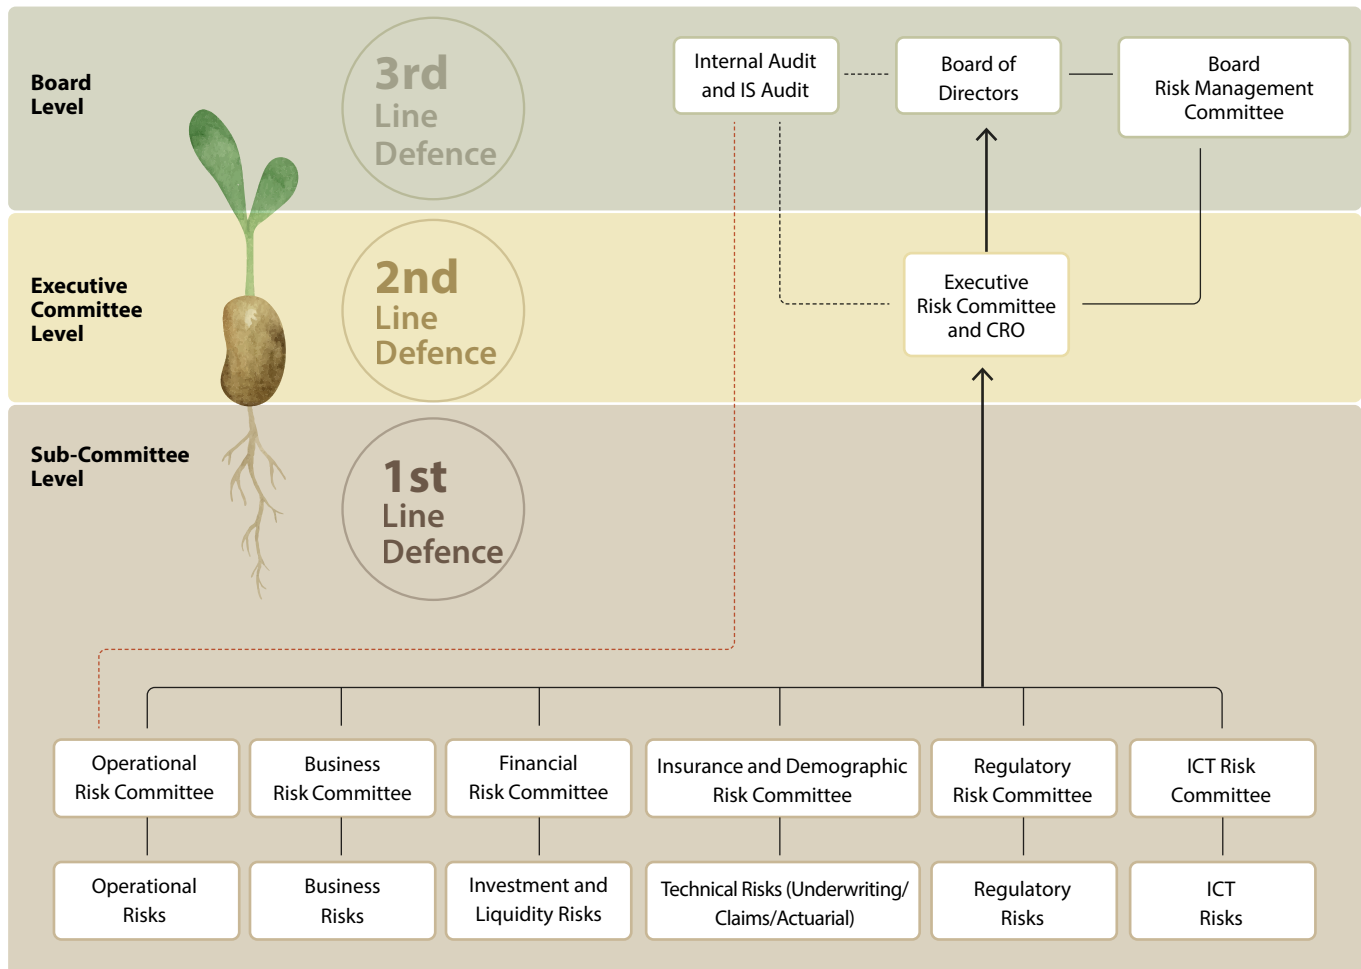 Board
Level
3rd
Line
Defence
Internal Audit
and IS Audit
Board of
Directors
Board
Risk Management
Committee
Executive
Committee
Level
2nd
Line
Defence
Executive
Risk Committee
and CRO
Sub-Committee
Level
1st
Line
Defence
Operational
Risk Committee
Business
Risk Committee
Financial
Risk Committee
Insurance and Demographic
Risk Committee
Regulatory
Risk Committee
ICT Risk
Committee
Operational
Risks
Business
Risks
Investment and
Liquidity Risks
Technical Risks (Underwriting/
Claims/Actuarial)
Regulatory
Risks
ICT
Risks